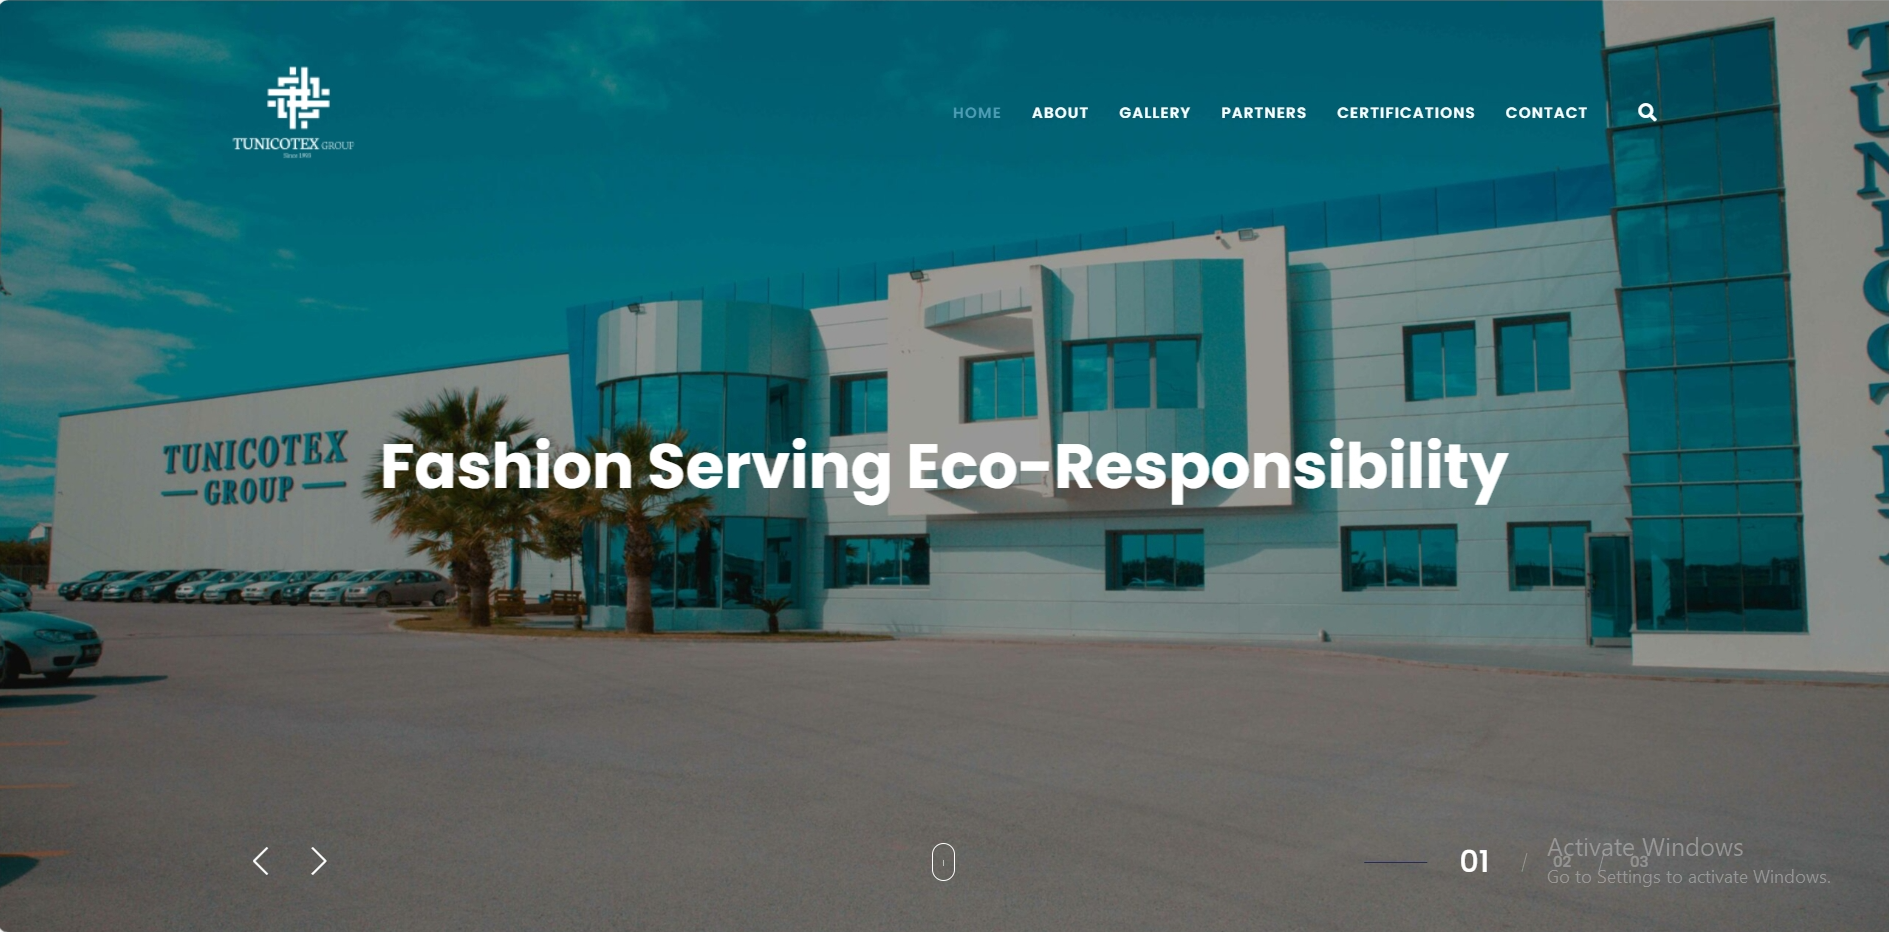 TUNICOTEX GROUP
Since 1993
HOME ABOUT GALLERY PARTNERS CERTIFICATIONS CONTACT
TUNICOTEX
GROUP
Fashion Serving Eco-Responsibility
01 / 02 / 03
Activate Windows
Go to Settings to activate Windows.